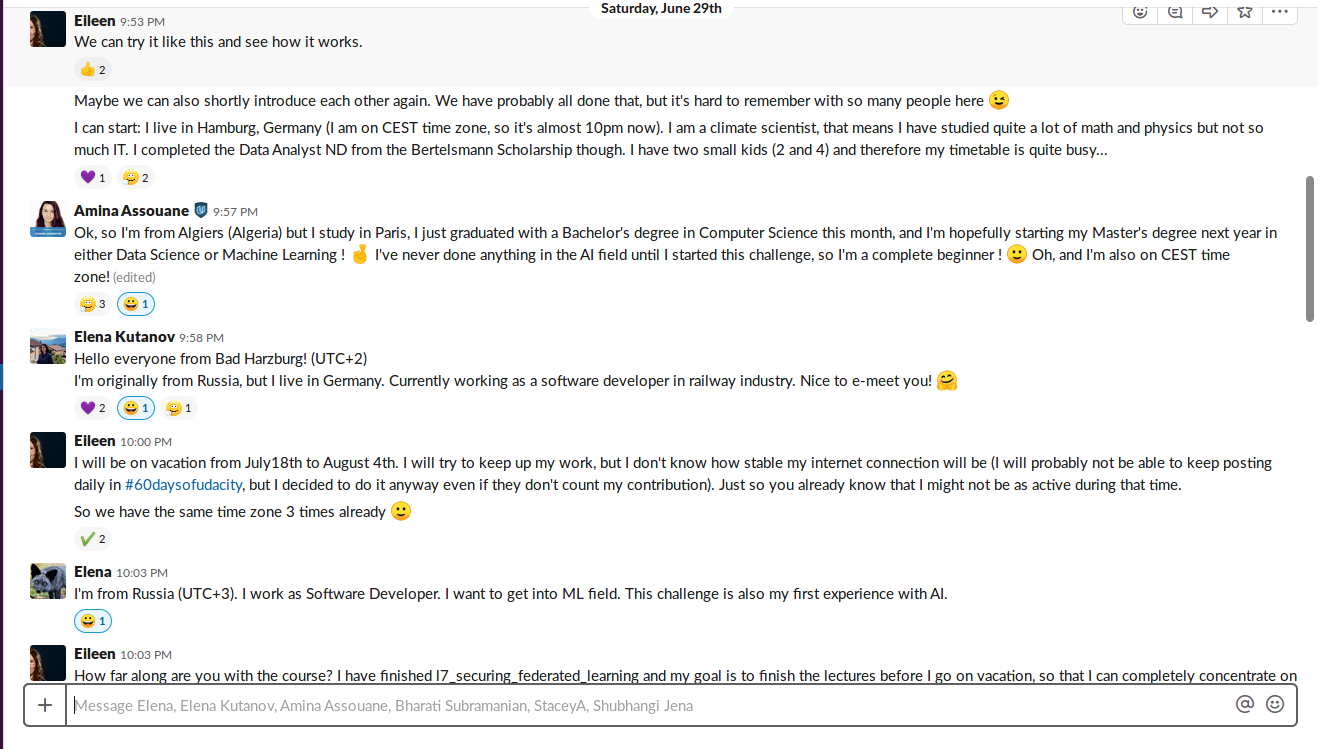 Saturday, June 29th
Eileen 9:53 PM
We can try it like this and see how it works.
2
Maybe we can also shortly introduce each other again. We have probably all done that, but it's hard to remember with so many people here 😉
I can start: I live in Hamburg, Germany (I am on CEST time zone, so it's almost 10pm now). I am a climate scientist, that means I have studied quite a lot of math and physics but not so
much IT. I completed the Data Analyst ND from the Bertelsmann Scholarship though. I have two small kids (2 and 4) and therefore my timetable is quite busy...
1 2
Amina Assouane 9:57 PM
Ok, so I'm from Algiers (Algeria) but I study in Paris, I just graduated with a Bachelor's degree in Computer Science this month, and I'm hopefully starting my Master's degree next year in
either Data Science or Machine Learning ! 🤞 I've never done anything in the AI field until I started this challenge, so I'm a complete beginner ! 🙂 Oh, and I'm also on CEST time
zone! (edited)
3 1
Elena Kutanov 9:58 PM
Hello everyone from Bad Harzburg! (UTC+2)
I'm originally from Russia, but I live in Germany. Currently working as a software developer in railway industry. Nice to e-meet you! 🤗
2 1 1
Eileen 10:00 PM
I will be on vacation from July18th to August 4th. I will try to keep up my work, but I don't know how stable my internet connection will be (I will probably not be able to keep posting
daily in #60daysofudacity, but I decided to do it anyway even if they don't count my contribution). Just so you already know that I might not be as active during that time.
So we have the same time zone 3 times already 🙂
2
Elena 10:03 PM
I'm from Russia (UTC+3). I work as Software Developer. I want to get into ML field. This challenge is also my first experience with AI.
1
Eileen 10:03 PM
How far along are you with the course? I have finished l7_securing_federated_learning and my goal is to finish the lectures before I go on vacation, so that I can completely concentrate on
Message Elena, Elena Kutanov, Amina Assouane, Bharati Subramanian, StaceyA, Shubhangi Jena